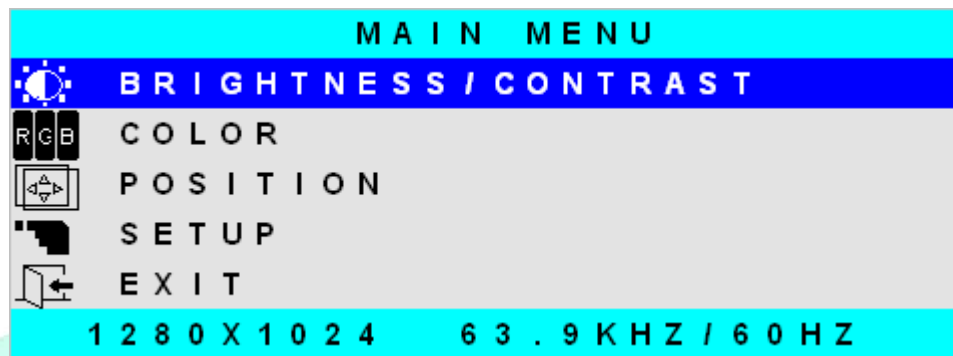 MAIN MENU
BRIGHTNESS/CONTRAST
RGB COLOR
POSITION
SETUP
EXIT
1280X1024 63.9KHZ/60HZ